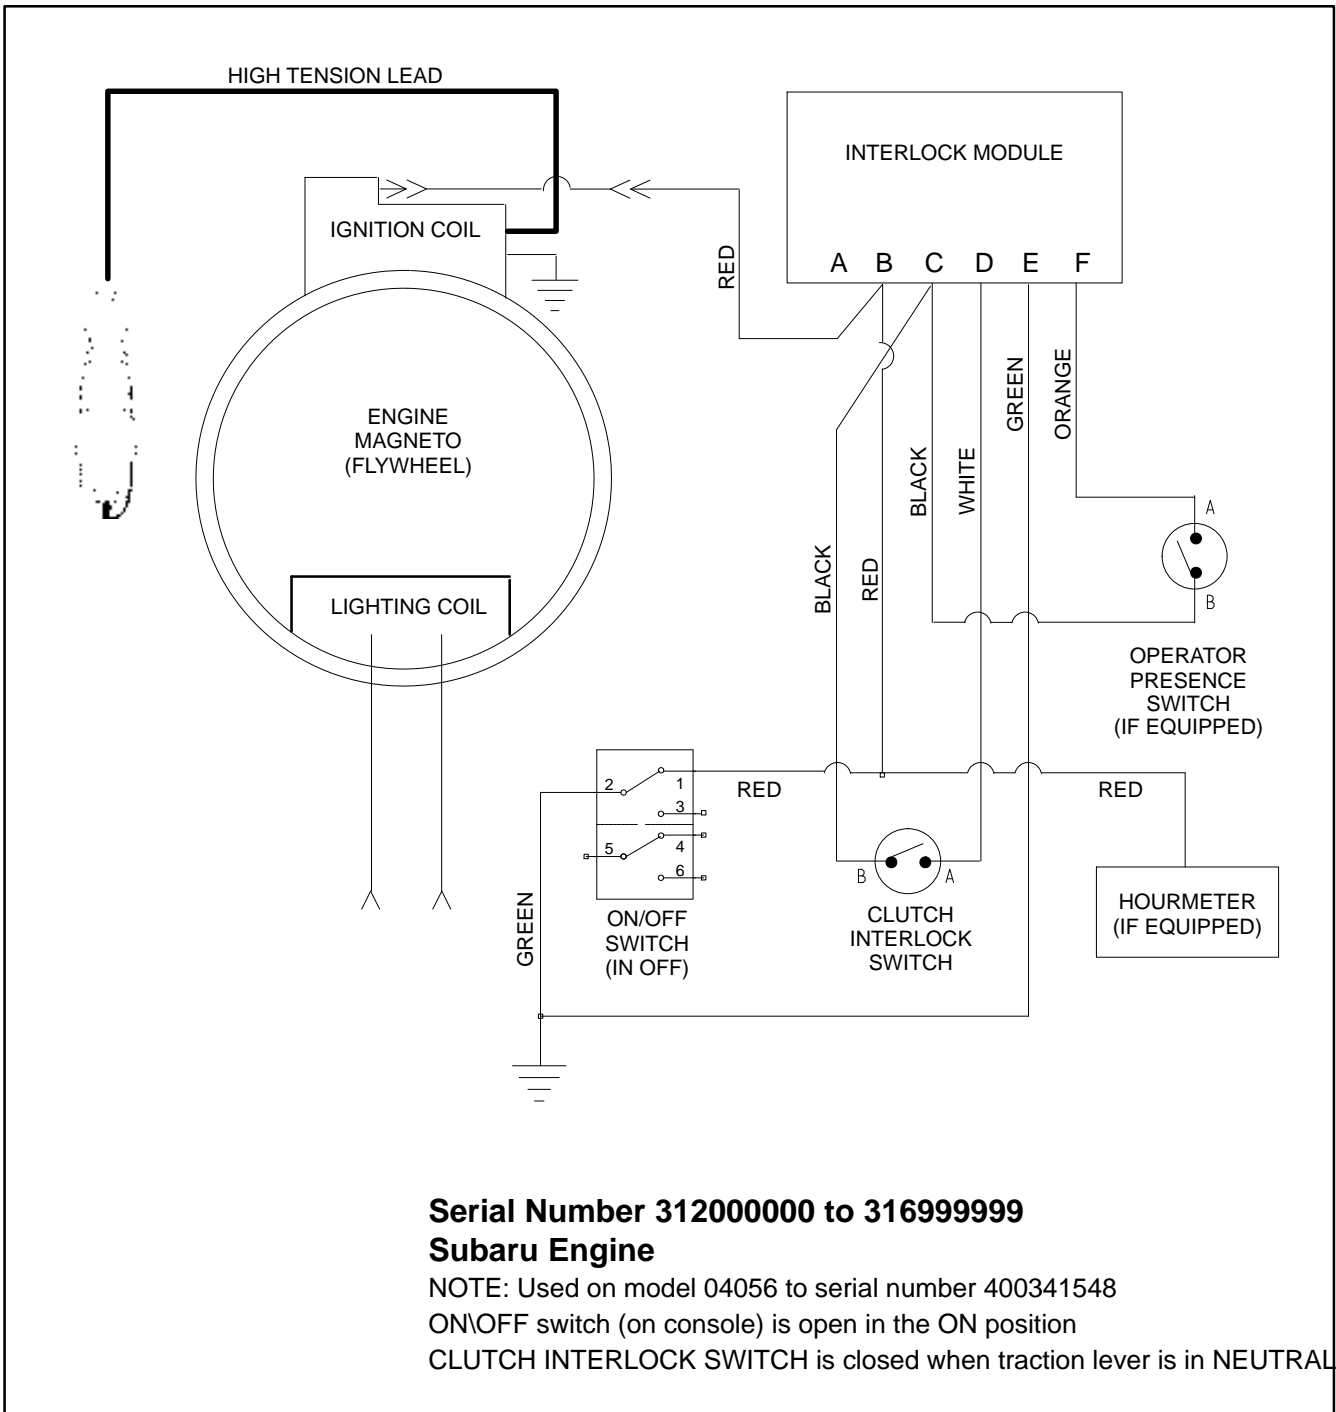 HIGH TENSION LEAD
INTERLOCK MODULE
IGNITION COIL
A B C D E F
RED
GREEN
ORANGE
ENGINE
MAGNETO
(FLYWHEEL)
BLACK
WHITE
A
BLACK
RED
B
LIGHTING COIL
OPERATOR
PRESENCE
SWITCH
(IF EQUIPPED)
2 1
3
5 4
6
RED
RED
B A
GREEN
ON/OFF
SWITCH
(IN OFF)
CLUTCH
INTERLOCK
SWITCH
HOURMETER
(IF EQUIPPED)
Serial Number 312000000 to 316999999
Subaru Engine
NOTE: Used on model 04056 to serial number 400341548
ON\OFF switch (on console) is open in the ON position
CLUTCH INTERLOCK SWITCH is closed when traction lever is in NEUTRAL